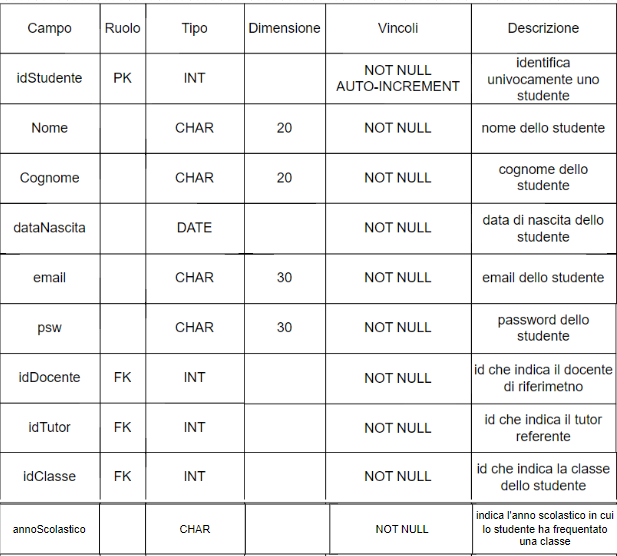 Campo Ruolo Tipo Dimensione Vincoli Descrizione
idStudente PK INT NOT NULL AUTO-INCREMENT identifica univocamente uno studente
Nome CHAR 20 NOT NULL nome dello studente
Cognome CHAR 20 NOT NULL cognome dello studente
dataNascita DATE NOT NULL data di nascita dello studente
email CHAR 30 NOT NULL email dello studente
psw CHAR 30 NOT NULL password dello studente
idDocente FK INT NOT NULL id che indica il docente di riferimetno
idTutor FK INT NOT NULL id che indica il tutor referente
idClasse FK INT NOT NULL id che indica la classe dello studente
annoScolastico CHAR NOT NULL indica l'anno scolastico in cui lo studente ha frequentato una classe